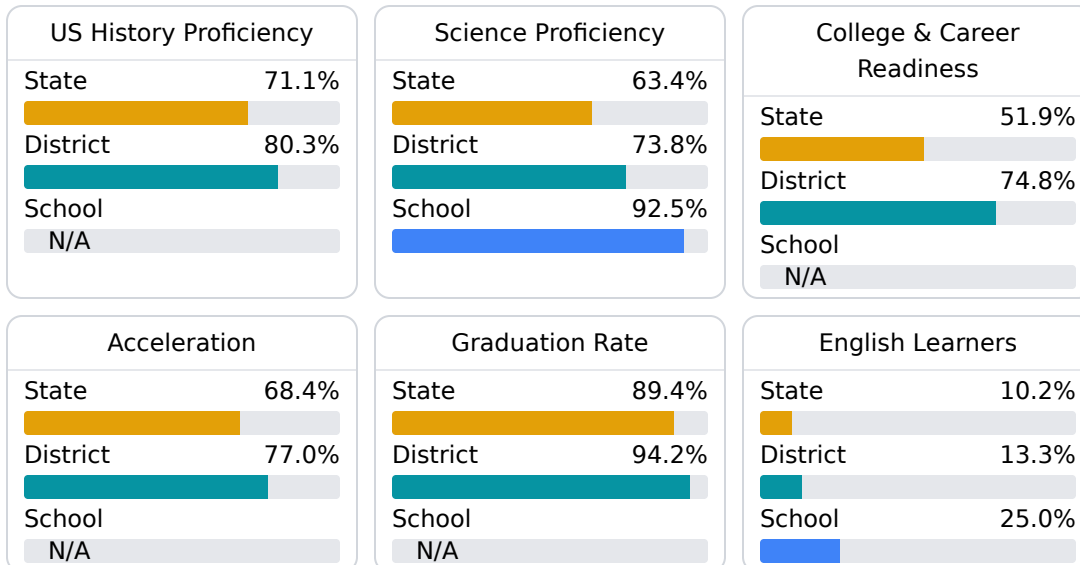 US History Proficiency
State 71.1%
District 80.3%
School
N/A
Science Proficiency
State 63.4%
District 73.8%
School 92.5%
College & Career
Readiness
State 51.9%
District 74.8%
School
N/A
Acceleration
State 68.4%
District 77.0%
School
N/A
Graduation Rate
State 89.4%
District 94.2%
School
N/A
English Learners
State 10.2%
District 13.3%
School 25.0%